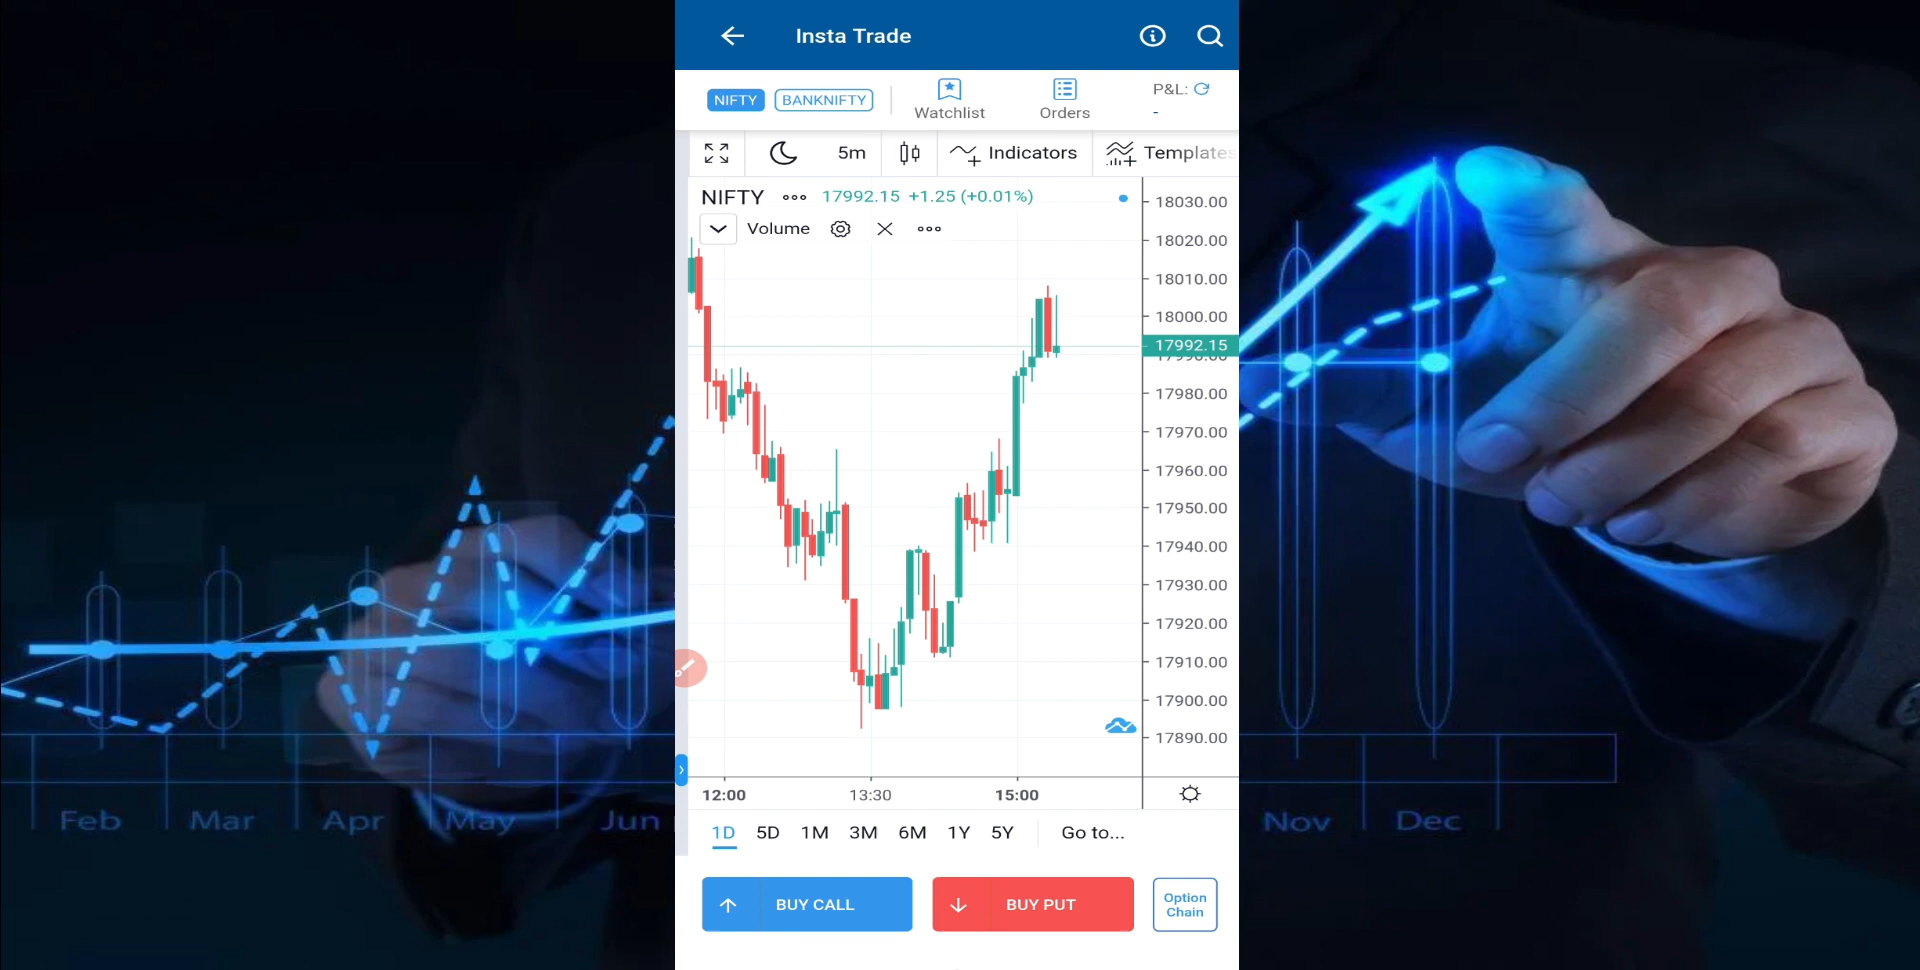 Insta Trade
NIFTY BANKNIFTY Watchlist Orders P&L: -
5m Indicators Templates
NIFTY 17992.15 +1.25 (+0.01%)
Volume
18030.00
18020.00
18010.00
18000.00
17992.15
17990.00
17980.00
17970.00
17960.00
17950.00
17940.00
17930.00
17920.00
17910.00
17900.00
17890.00
12:00 13:30 15:00
Feb Mar Apr May Jun Nov Dec
1D 5D 1M 3M 6M 1Y 5Y Go to...
BUY CALL BUY PUT Option
Chain